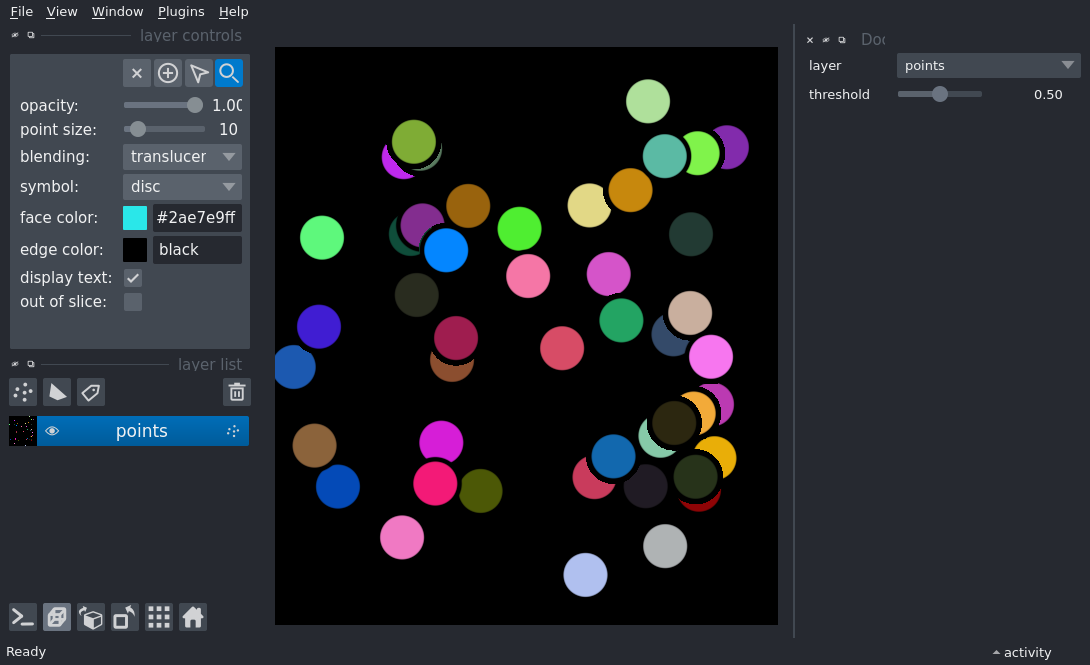 File View Window Plugins Help
layer controls
opacity: 1.00
point size: 10
blending: translucer
symbol: disc
face color: #2ae7e9ff
edge color: black
display text:
out of slice:
layer list
points
Doc
layer points
threshold 0.50
Ready
activity